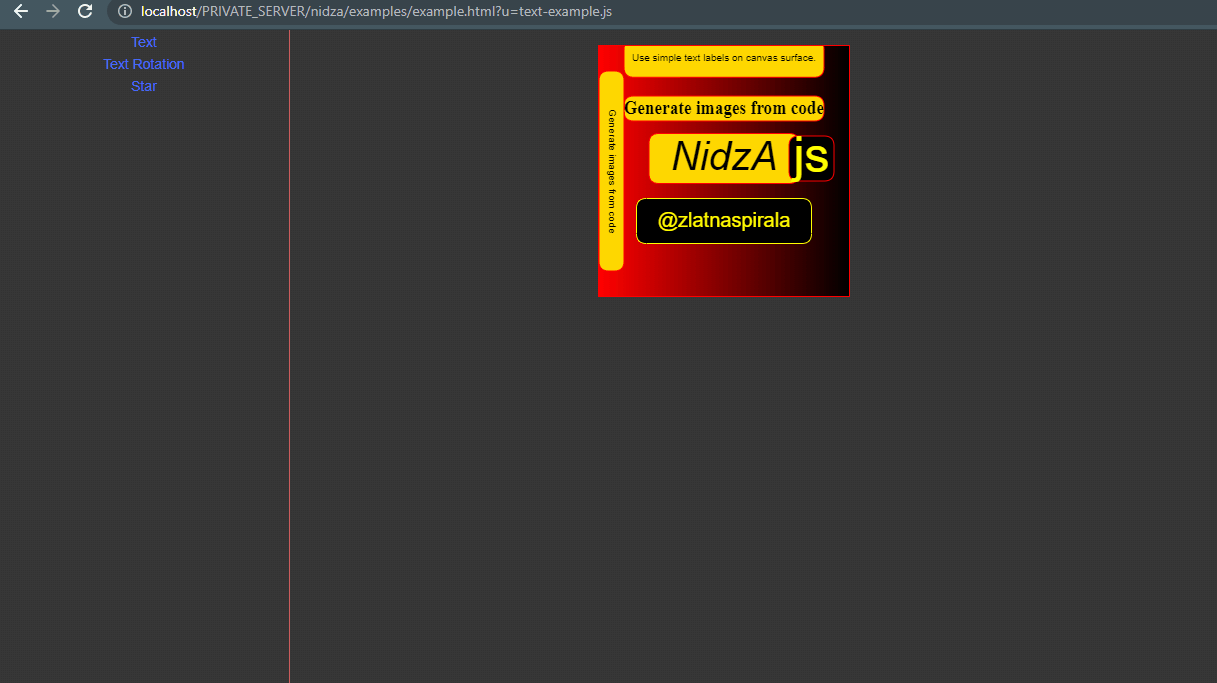 localhost/PRIVATE_SERVER/nidza/examples/example.html?u=text-example.js
Text
Text Rotation
Star
Use simple text labels on canvas surface.
Generate images from code
Generate images from code
NidzA js
@zlatnaspirala